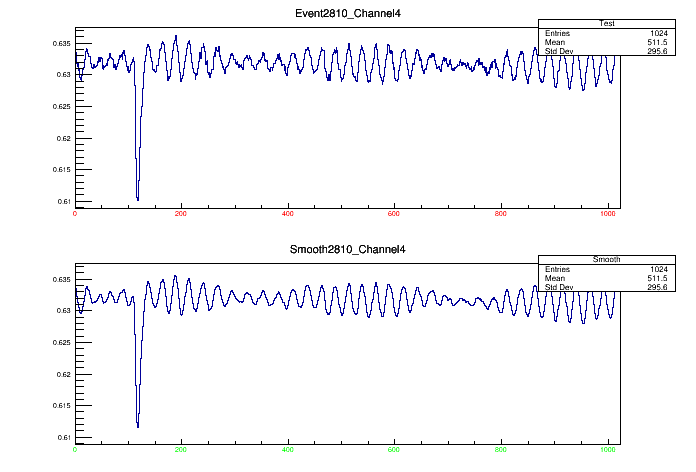 Event2810_Channel4
Test
Entries 1024
Mean 511.5
Std Dev 295.6
0.635
0.63
0.625
0.62
0.615
0.61
0 200 400 600 800 1000
Smooth2810_Channel4
Smooth
Entries 1024
Mean 511.5
Std Dev 295.6
0.635
0.63
0.625
0.62
0.615
0.61
0 200 400 600 800 1000